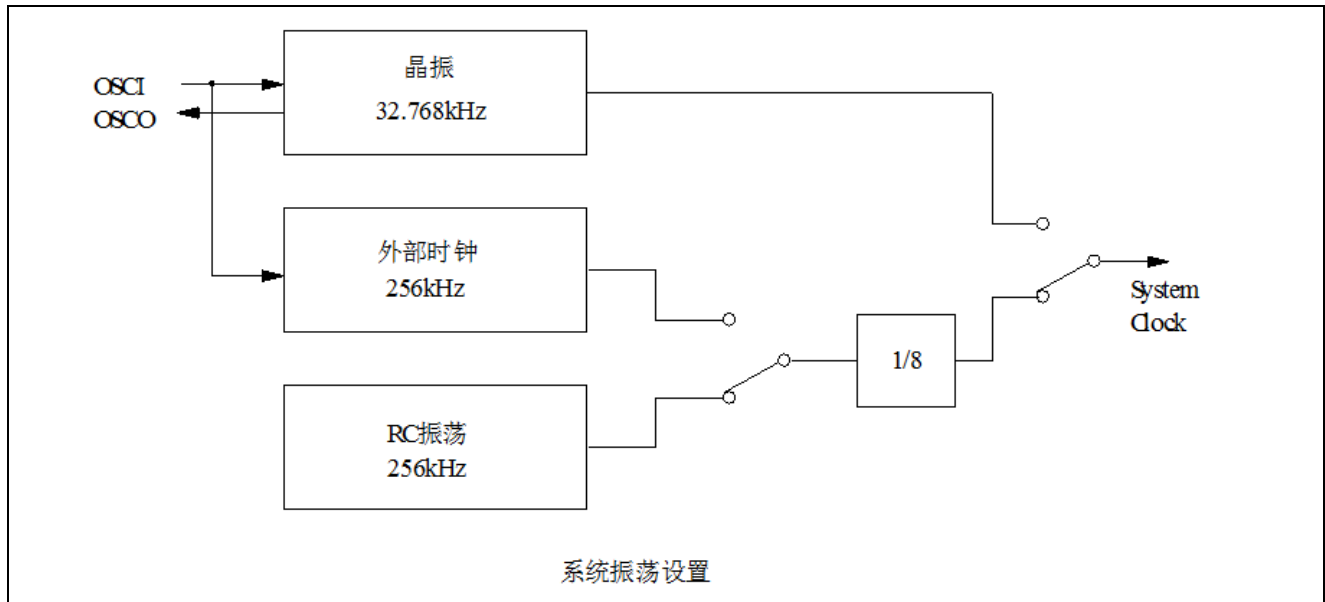 晶振
32.768kHz
OSCI
OSCO
外部时钟
256kHz
System
Clock
1/8
RC振荡
256kHz
系统振荡设置